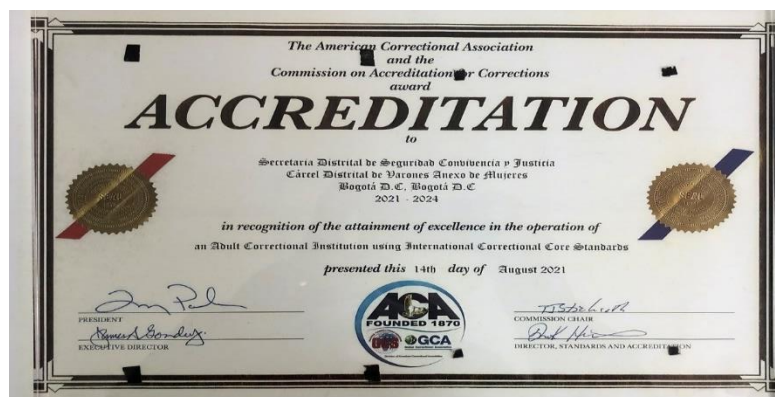 The American Correctional Association
and the
Commission on Accreditation for Corrections
award
ACCREDITATION
to
Secretaria Distrital de Seguridad Convivencia y Justicia
Cárcel Distrital de Varones Anexo de Mujeres
Bogotá D.C, Bogotá D.C
2021 - 2024
in recognition of the attainment of excellence in the operation of
an Adult Correctional Institution using International Correctional Core Standards
presented this 14th day of August 2021
PRESIDENT
COMMISSION CHAIR
EXECUTIVE DIRECTOR
DIRECTOR, STANDARDS AND ACCREDITATION
ACA
FOUNDED 1870
GCA